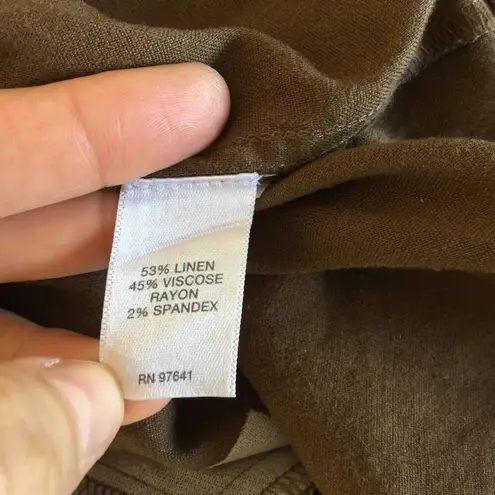 53% LINEN
45% VISCOSE
RAYON
2% SPANDEX
RN 97641